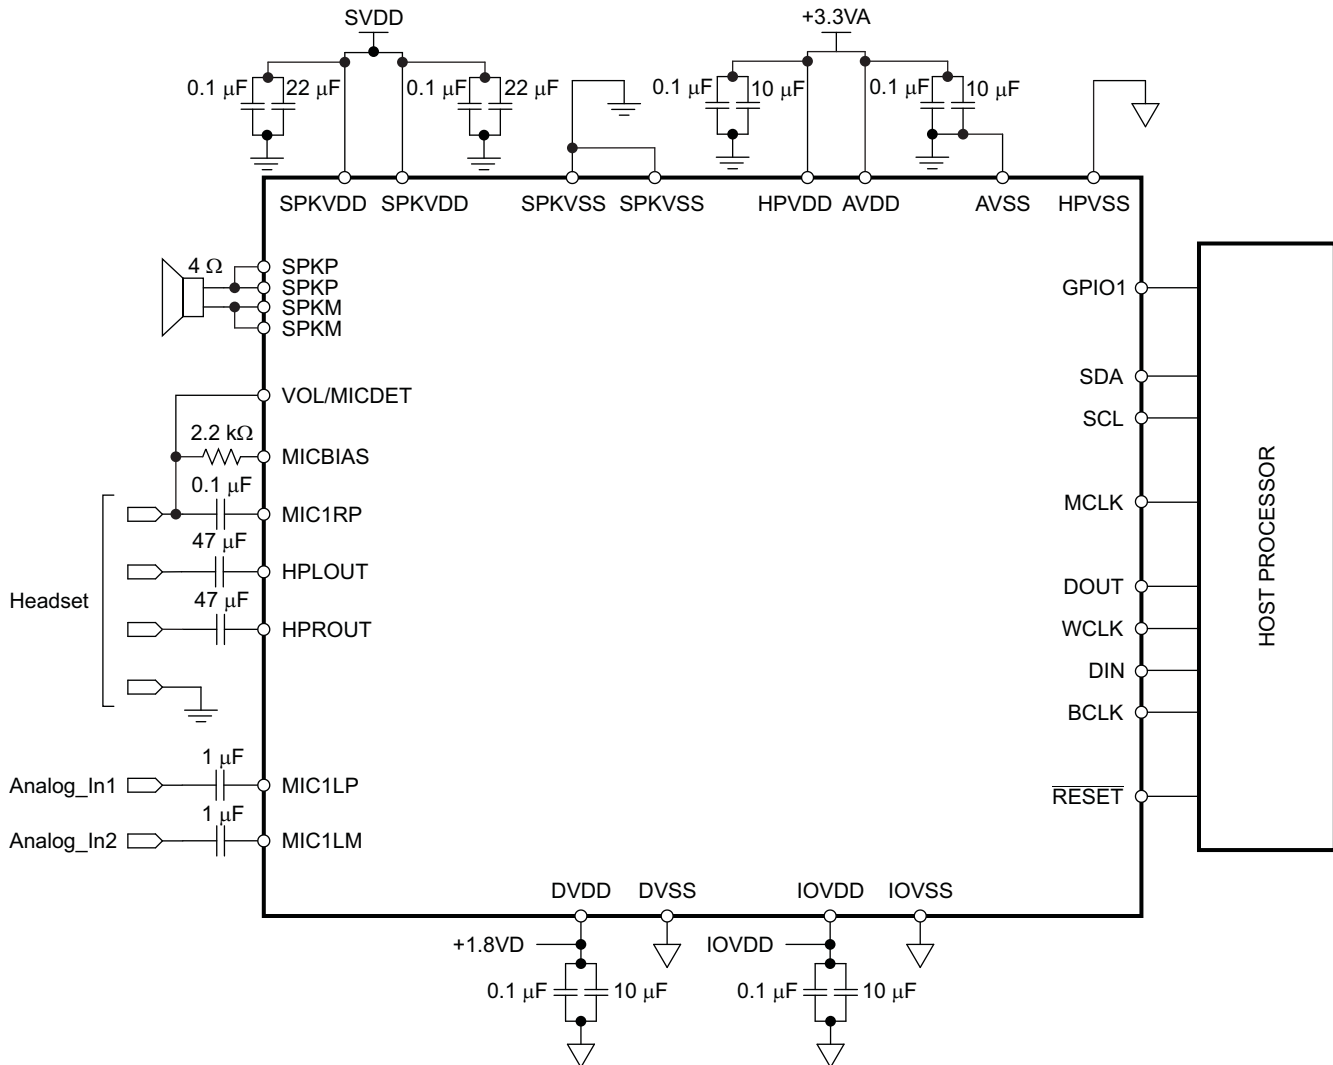 SVDD
+3.3VA
0.1 μF
22 μF
0.1 μF
22 μF
0.1 μF
10 μF
0.1 μF
10 μF
SPKVDD
SPKVDD
SPKVSS
SPKVSS
HPVDD
AVDD
AVSS
HPVSS
4 Ω
SPKP
SPKP
SPKM
SPKM
VOL/MICDET
2.2 kΩ
MICBIAS
0.1 μF
MIC1RP
47 μF
HPLOUT
47 μF
HPROUT
Headset
1 μF
Analog_In1
MIC1LP
1 μF
Analog_In2
MIC1LM
GPIO1
SDA
SCL
MCLK
DOUT
WCLK
DIN
BCLK
RESET
HOST PROCESSOR
DVDD
DVSS
IOVDD
IOVSS
+1.8VD
IOVDD
0.1 μF
10 μF
0.1 μF
10 μF